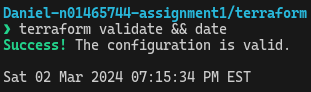 Daniel-n01465744-assignment1/terraform
❯ terraform validate && date
Success! The configuration is valid.
Sat 02 Mar 2024 07:15:34 PM EST